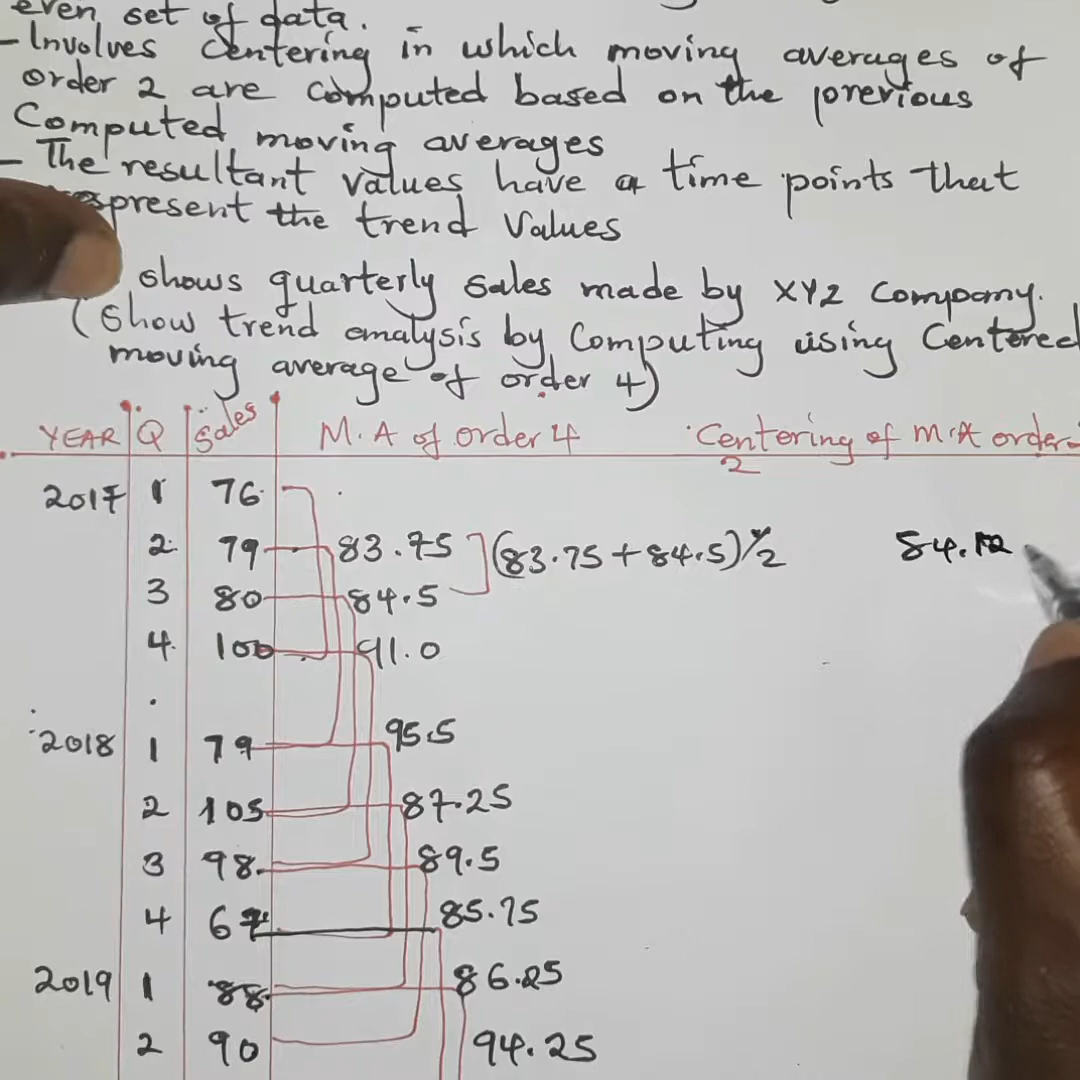 even set of data.
- Involves Centering in which moving averages of
order 2 are computed based on the previous
Computed moving averages
- The resultant values have a time points that
present the trend values
shows quarterly sales made by XYZ Company.
(Show trend analysis by Computing using Centered
moving average of order 4)
YEAR Q Sales M.A of order 4 Centering of M.A order
2
2017 1 76
2 79 83.75 (83.75 + 84.5) 1/2 84.12
3 80 84.5
4 100 91.0
2018 1 79 95.5
2 105 87.25
3 98 89.5
4 67 85.75
2019 1 88 86.25
2 90 94.25